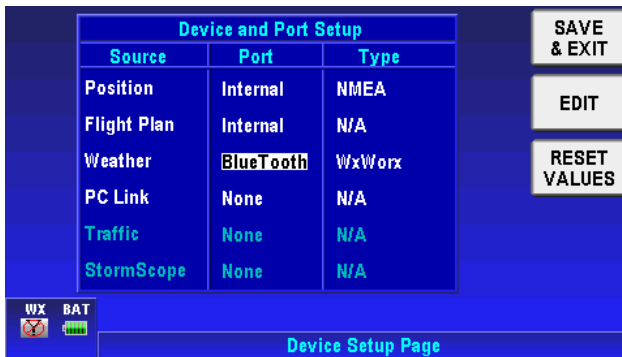 Device and Port Setup
Source Port Type
Position Internal NMEA
Flight Plan Internal N/A
Weather BlueTooth WxWorx
PC Link None N/A
Traffic None N/A
StormScope None N/A
SAVE
& EXIT
EDIT
RESET
VALUES
WX BAT
Device Setup Page